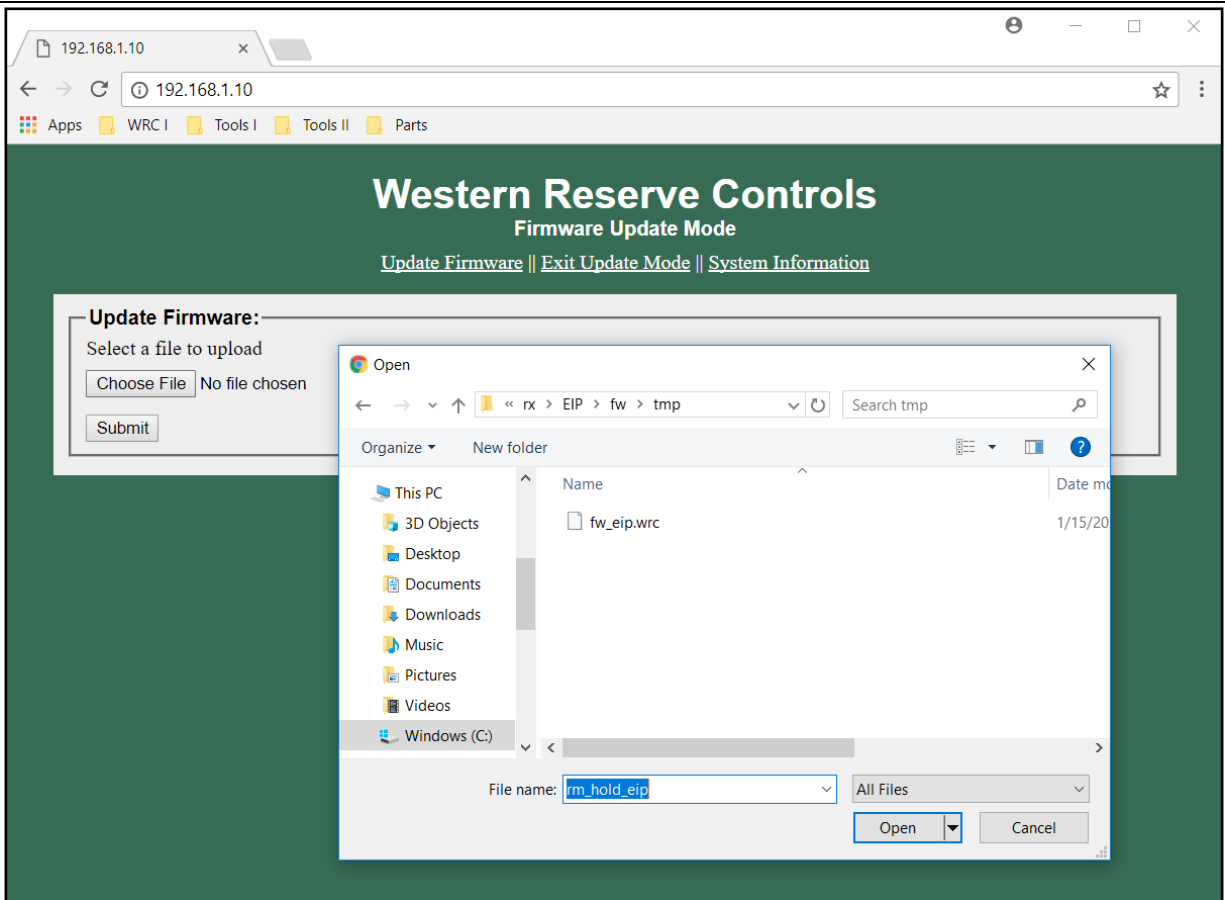 192.168.1.10
192.168.1.10
Apps WRC I Tools I Tools II Parts
Western Reserve Controls
Firmware Update Mode
Update Firmware || Exit Update Mode || System Information
Update Firmware:
Select a file to upload
Choose File No file chosen
Submit
Open
« rx > EIP > fw > tmp
Search tmp
Organize New folder
Name Date mo
This PC
3D Objects
fw_eip.wrc 1/15/20
Desktop
Documents
Downloads
Music
Pictures
Videos
Windows (C:)
File name: rm_hold_eip All Files
Open Cancel